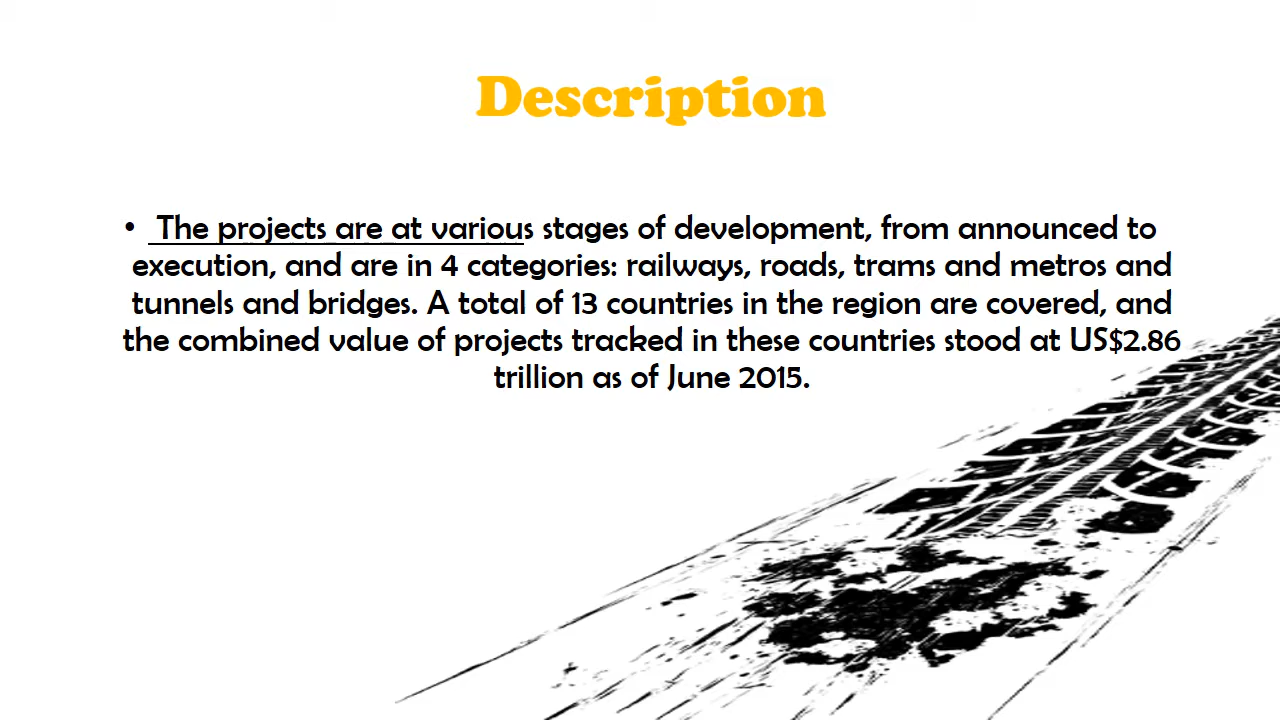 Description
• The projects are at various stages of development, from announced to
execution, and are in 4 categories: railways, roads, trams and metros and
tunnels and bridges. A total of 13 countries in the region are covered, and
the combined value of projects tracked in these countries stood at US$2.86
trillion as of June 2015.